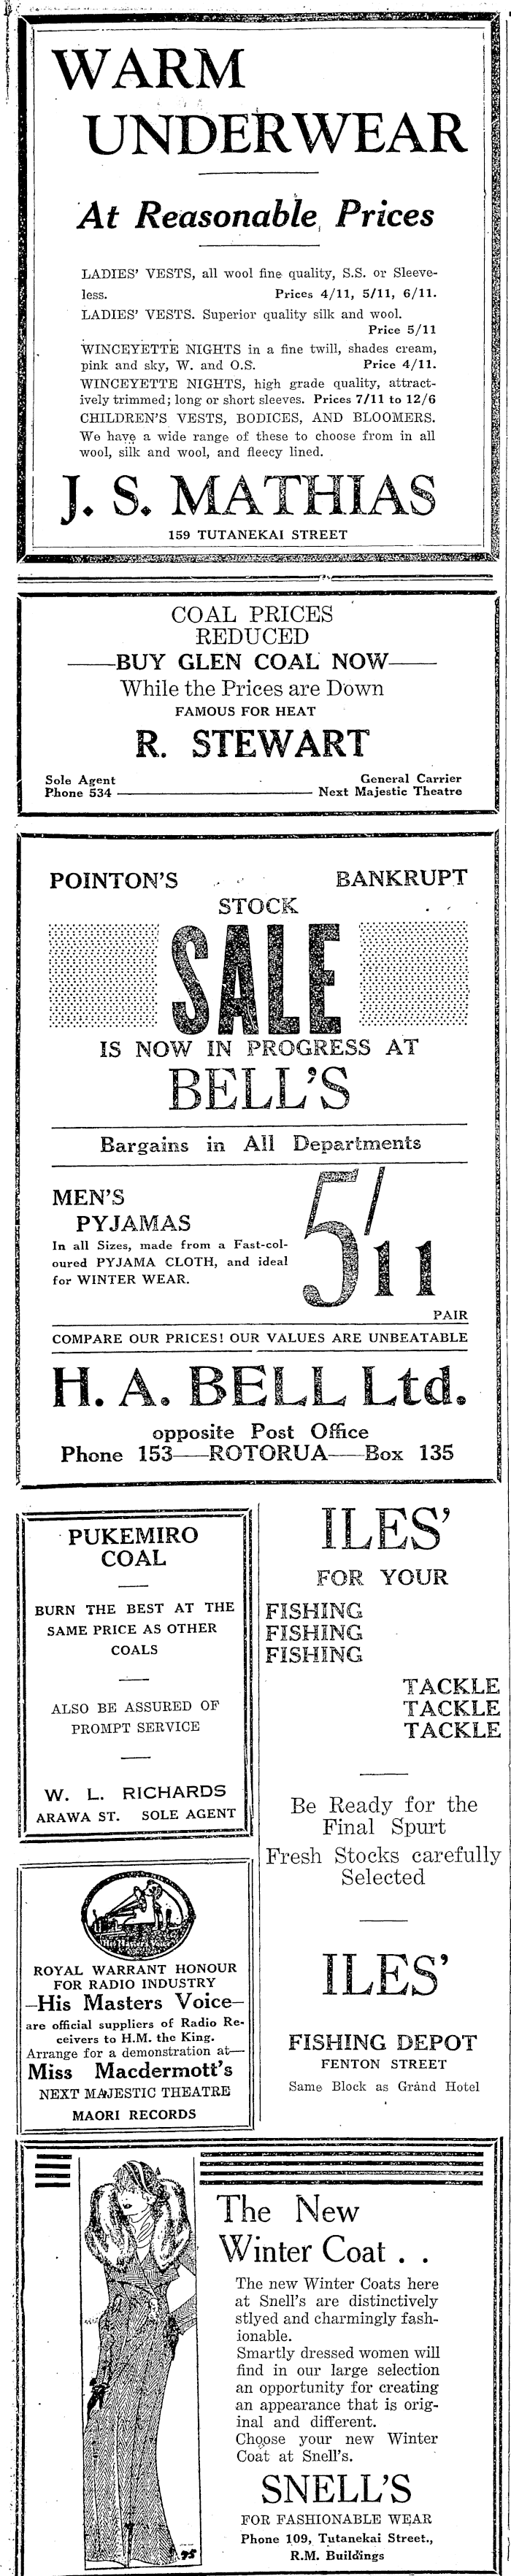 WARM
UNDERWEAR
At Reasonable Prices
LADIES' VESTS, all wool fine quality, S.S. or Sleeve-
less. Prices 4/11, 5/11, 6/11.
LADIES' VESTS. Superior quality silk and wool.
Price 5/11
WINCEYETTE NIGHTS in a fine twill, shades cream,
pink and sky, W. and O.S. Price 4/11.
WINCEYETTE NIGHTS, high grade quality, attract-
ively trimmed; long or short sleeves. Prices 7/11 to 12/6
CHILDREN'S VESTS, BODICES, AND BLOOMERS.
We have a wide range of these to choose from in all
wool, silk and wool, and fleecy lined.
J. S. MATHIAS
159 TUTANEKAI STREET
COAL PRICES
REDUCED
—BUY GLEN COAL NOW—
While the Prices are Down
FAMOUS FOR HEAT
R. STEWART
Sole Agent General Carrier
Phone 534 — Next Majestic Theatre
POINTON'S BANKRUPT
STOCK
SALE
IS NOW IN PROGRESS AT
BELL'S
Bargains in All Departments
MEN'S
PYJAMAS
In all Sizes, made from a Fast-col-
oured PYJAMA CLOTH, and ideal
for WINTER WEAR.
5/11
PAIR
COMPARE OUR PRICES! OUR VALUES ARE UNBEATABLE
H. A. BELL Ltd.
opposite Post Office
Phone 153—ROTORUA—Box 135
PUKEMIRO
COAL
BURN THE BEST AT THE
SAME PRICE AS OTHER
COALS
ALSO BE ASSURED OF
PROMPT SERVICE
W. L. RICHARDS
ARAWA ST. SOLE AGENT
His Master's Voice
ROYAL WARRANT HONOUR
FOR RADIO INDUSTRY
—His Masters Voice—
are official suppliers of Radio Re-
ceivers to H.M. the King.
Arrange for a demonstration at—
Miss Macdermott's
NEXT MAJESTIC THEATRE
MAORI RECORDS
ILES'
FOR YOUR
FISHING
FISHING
FISHING
TACKLE
TACKLE
TACKLE
Be Ready for the
Final Spurt
Fresh Stocks carefully
Selected
ILES'
FISHING DEPOT
FENTON STREET
Same Block as Grand Hotel
The New
Winter Coat . .
The new Winter Coats here
at Snell's are distinctively
stlyed and charmingly fash-
ionable.
Smartly dressed women will
find in our large selection
an opportunity for creating
an appearance that is orig-
inal and different.
Choose your new Winter
Coat at Snell's.
SNELL'S
FOR FASHIONABLE WEAR
Phone 109, Tutanekai Street.,
R.M. Buildings